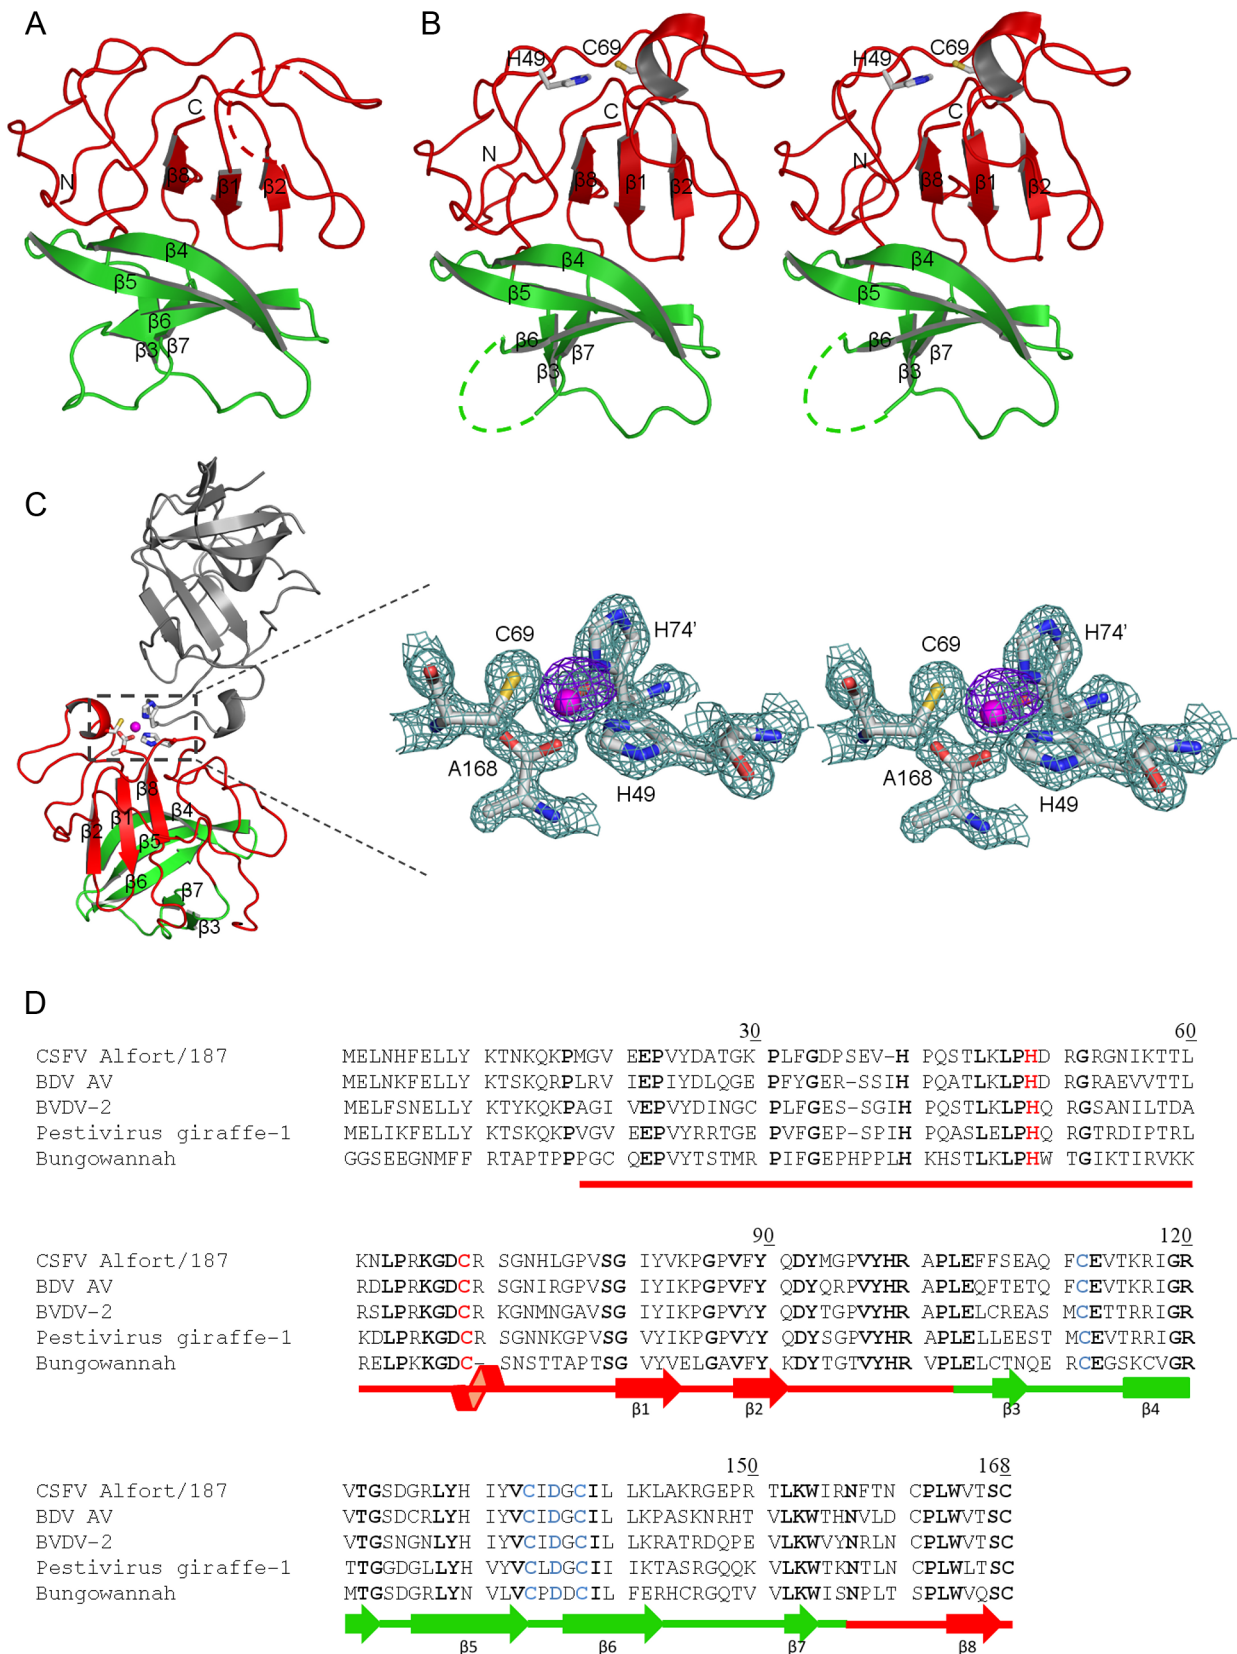 A
B
C
N
β8
β1
β2
β4
β5
β6
β3
β7
H49
C69
C
N
β8
β1
β2
β4
β5
β6
β7
β3
H49
C69
C
N
β8
β1
β2
β4
β5
β6
β7
β3
C
β8
β2
β1
β4
β5
β6
β7
β3
C69
H74'
A168
H49
C69
H74'
A168
H49
D
30 60
CSFV Alfort/187 MELNHFELLY KTNKQKPMGV EEPVYDATGK PLFGDPSEV-H PQSTLKLPHD RGRGNIKTTL
BDV AV MELNKFELLY KTSKQRPLRV IEPIYDLQGE PFYGER-SSIH PQATLKLPHD RGRAEVVTTL
BVDV-2 MELFSNELLY KTYKQKPAGI VEPVYDINGC PLFGES-SGIH PQSTLKLPHQ RGSANILTDA
Pestivirus giraffe-1 MELIKFELLY KTSKQKPVGV EEPVYRRTGE PVFGEP-SPIH PQASLELPHQ RGTRDIPTRL
Bungowannah GGSEEGNMFF RTAPTPPPGC QEPVYTSTMR PIFGEPHPPLH KHSTLKLPHW TGIKTIRVKK
90 120
CSFV Alfort/187 KNLPRKGDCR SGNHLGPVSG IYVKPGPVFY QDYMGPVYHR APLEFFSEAQ FCEVTKRIGR
BDV AV RDLPRKGDCR SGNIRGPVSG IYIKPGPVFY QDYQRPVYHR APLEQFTETQ FCEVTKRIGR
BVDV-2 RSLPRKGDCR KGNMNGAVSG IYIKPGPVYY QDYTGPVYHR APLELCREAS MCETTRRIGR
Pestivirus giraffe-1 KDLPRKGDCR SGNNKGPVSG VYIKPGPVYY QDYSGPVYHR APLELLEEST MCEVTRRIGR
Bungowannah RELPKKGDC- SNSTTAPTSG VYVELGAVFY KDYTGTVYHR VPLELCTNQE RCEGSKCVGR
β1 β2 β3 β4
150 168
CSFV Alfort/187 VTGSDGRLYH IYVCIDGCIL LKLAKRGEPR TLKWIRNFTN CPLWVTSC
BDV AV VTGSDCRLYH IYVCIDGCIL LKPASKNRHT VLKWTHNVLD CPLWVTSC
BVDV-2 VTGSNGNLYH IYVCIDGCIL LKRATRDQPE VLKWVYNRLN CPLWVTSC
Pestivirus giraffe-1 TTGGDGLLYH VYVCLDGCII IKTASRGQQK VLKWTKNTLN CPLWLTSC
Bungowannah MTGSDGRLYN VLVCPDDCIL FERHCRGQTV VLKWISNPLT SPLWVQSC
β5 β6 β7 β8